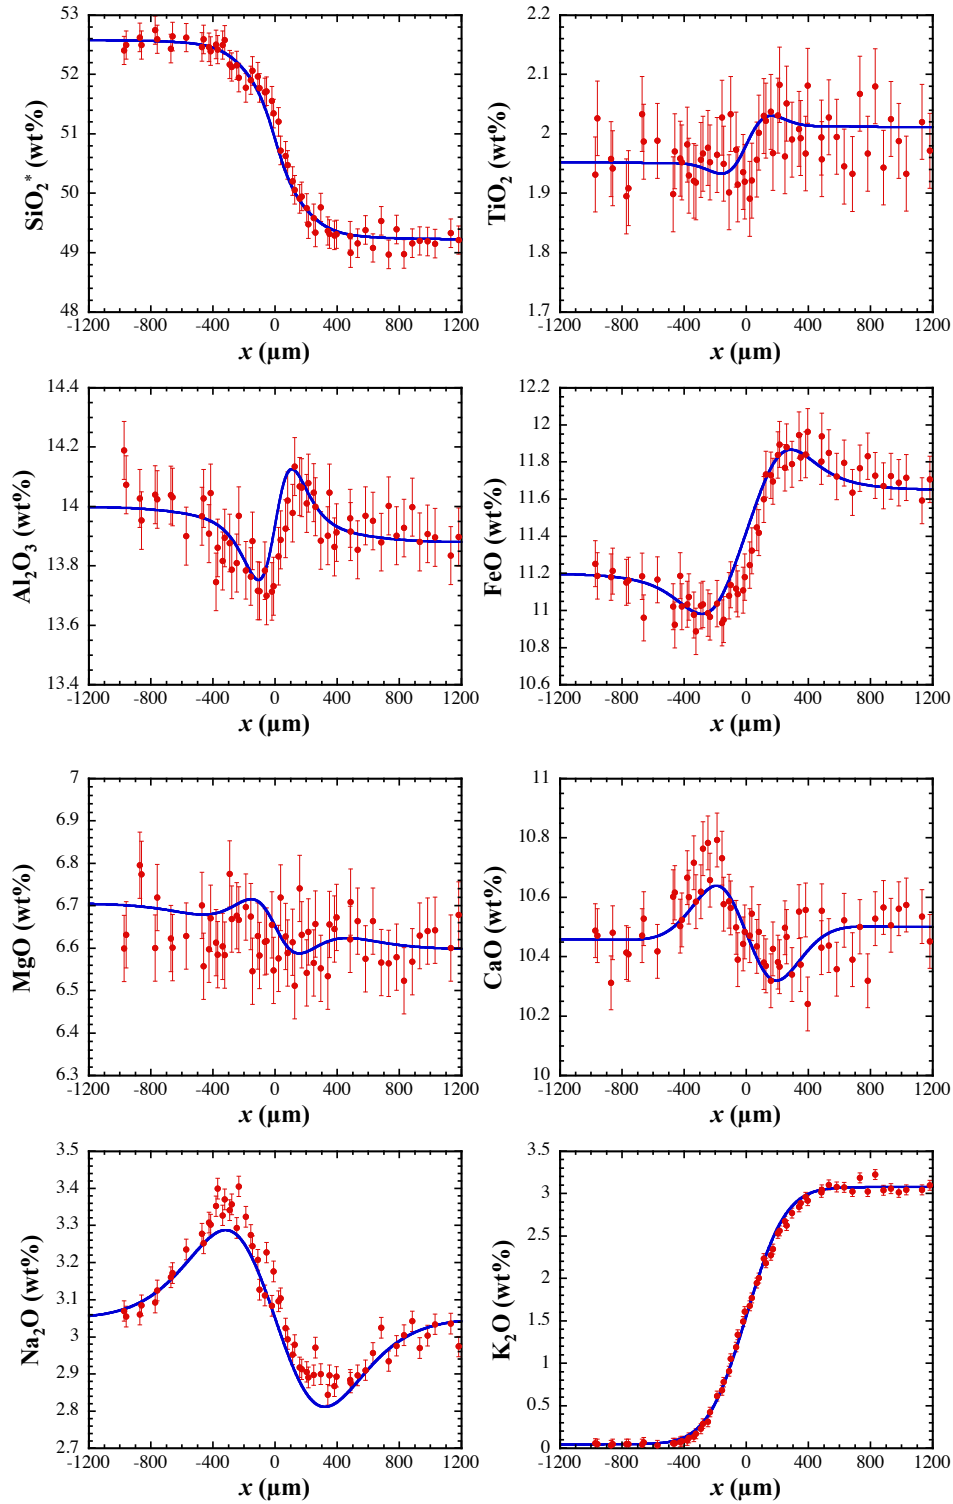 53
52
51
50
49
48
SiO2* (wt%)
-1200 -800 -400 0 400 800 1200
x (µm)
2.2
2.1
2
1.9
1.8
1.7
TiO2 (wt%)
-1200 -800 -400 0 400 800 1200
x (µm)
14.4
14.2
14
13.8
13.6
13.4
Al2O3 (wt%)
-1200 -800 -400 0 400 800 1200
x (µm)
12.2
12
11.8
11.6
11.4
11.2
11
10.8
10.6
FeO (wt%)
-1200 -800 -400 0 400 800 1200
x (µm)
7
6.9
6.8
6.7
6.6
6.5
6.4
6.3
MgO (wt%)
-1200 -800 -400 0 400 800 1200
x (µm)
11
10.8
10.6
10.4
10.2
10
CaO (wt%)
-1200 -800 -400 0 400 800 1200
x (µm)
3.5
3.4
3.3
3.2
3.1
3
2.9
2.8
2.7
Na2O (wt%)
-1200 -800 -400 0 400 800 1200
x (µm)
3.5
3
2.5
2
1.5
1
0.5
0
K2O (wt%)
-1200 -800 -400 0 400 800 1200
x (µm)